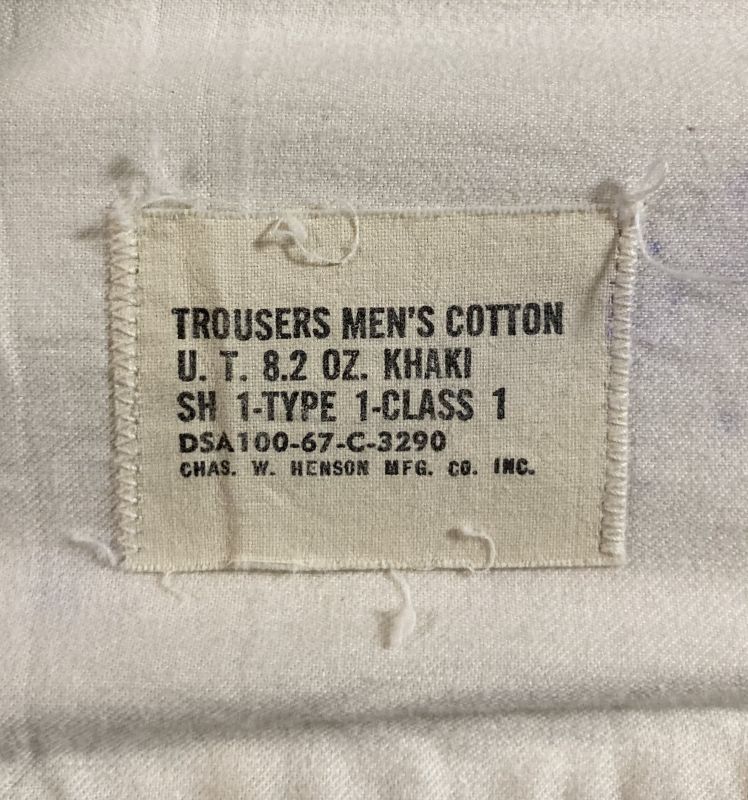 TROUSERS MEN'S COTTON
U. T. 8.2 OZ. KHAKI
SH 1-TYPE 1-CLASS 1
DSA100-67-C-3290
CHAS. W. HENSON MFG. CO. INC.